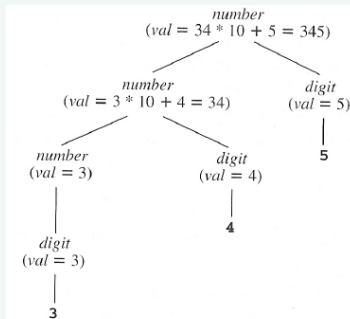 number
(val = 34 * 10 + 5 = 345)
number
(val = 3 * 10 + 4 = 34)
digit
(val = 5)
number
(val = 3)
digit
(val = 4)
5
4
digit
(val = 3)
3